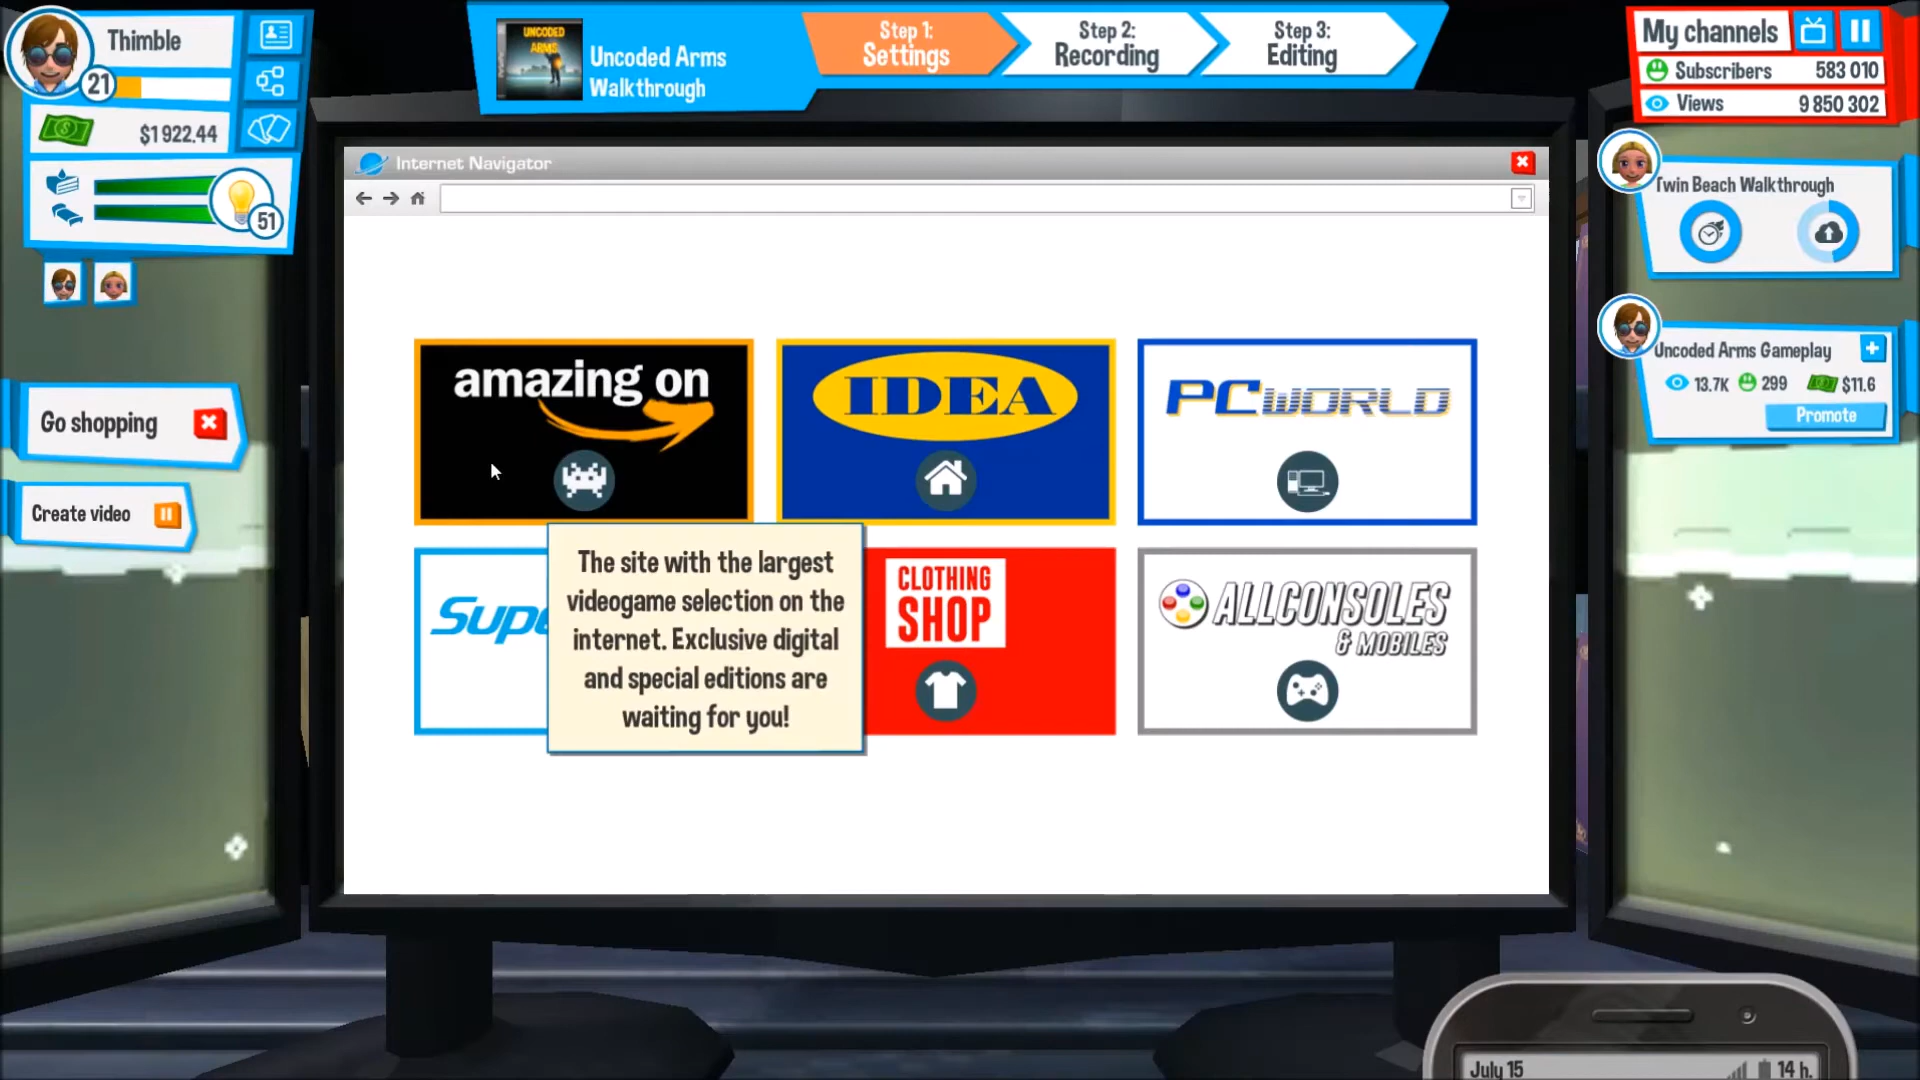 Thimble
21
$1 922.44
51
UNCODED
ARMS
Uncoded Arms
Walkthrough
Step 1:
Settings
Step 2:
Recording
Step 3:
Editing
My channels
Subscribers 583 010
Views 9 850 302
Twin Beach Walkthrough
Uncoded Arms Gameplay
13.7K 299 $11.6
Promote
Go shopping
Create video
Internet Navigator
amazing on
IDEA
PC WORLD
The site with the largest
videogame selection on the
internet. Exclusive digital
and special editions are
waiting for you!
CLOTHING
SHOP
ALLCONSOLES
& MOBILES
July 15 14 h.